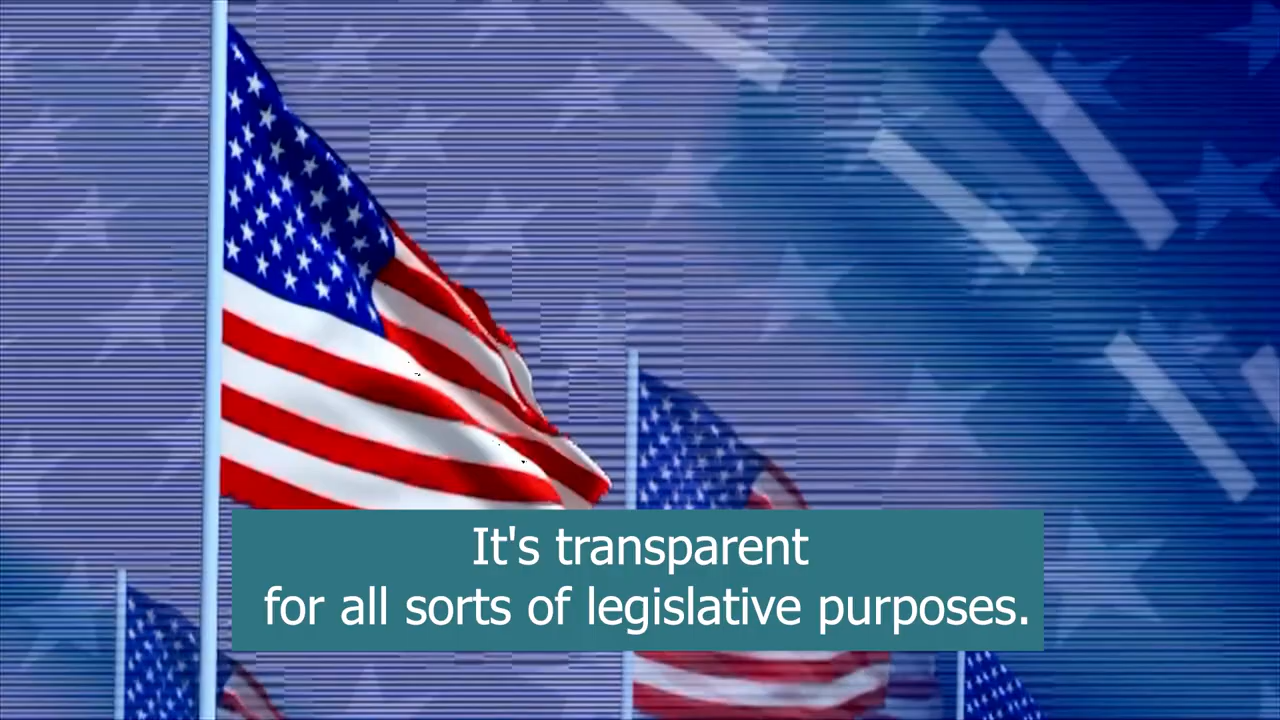 It's transparent
for all sorts of legislative purposes.